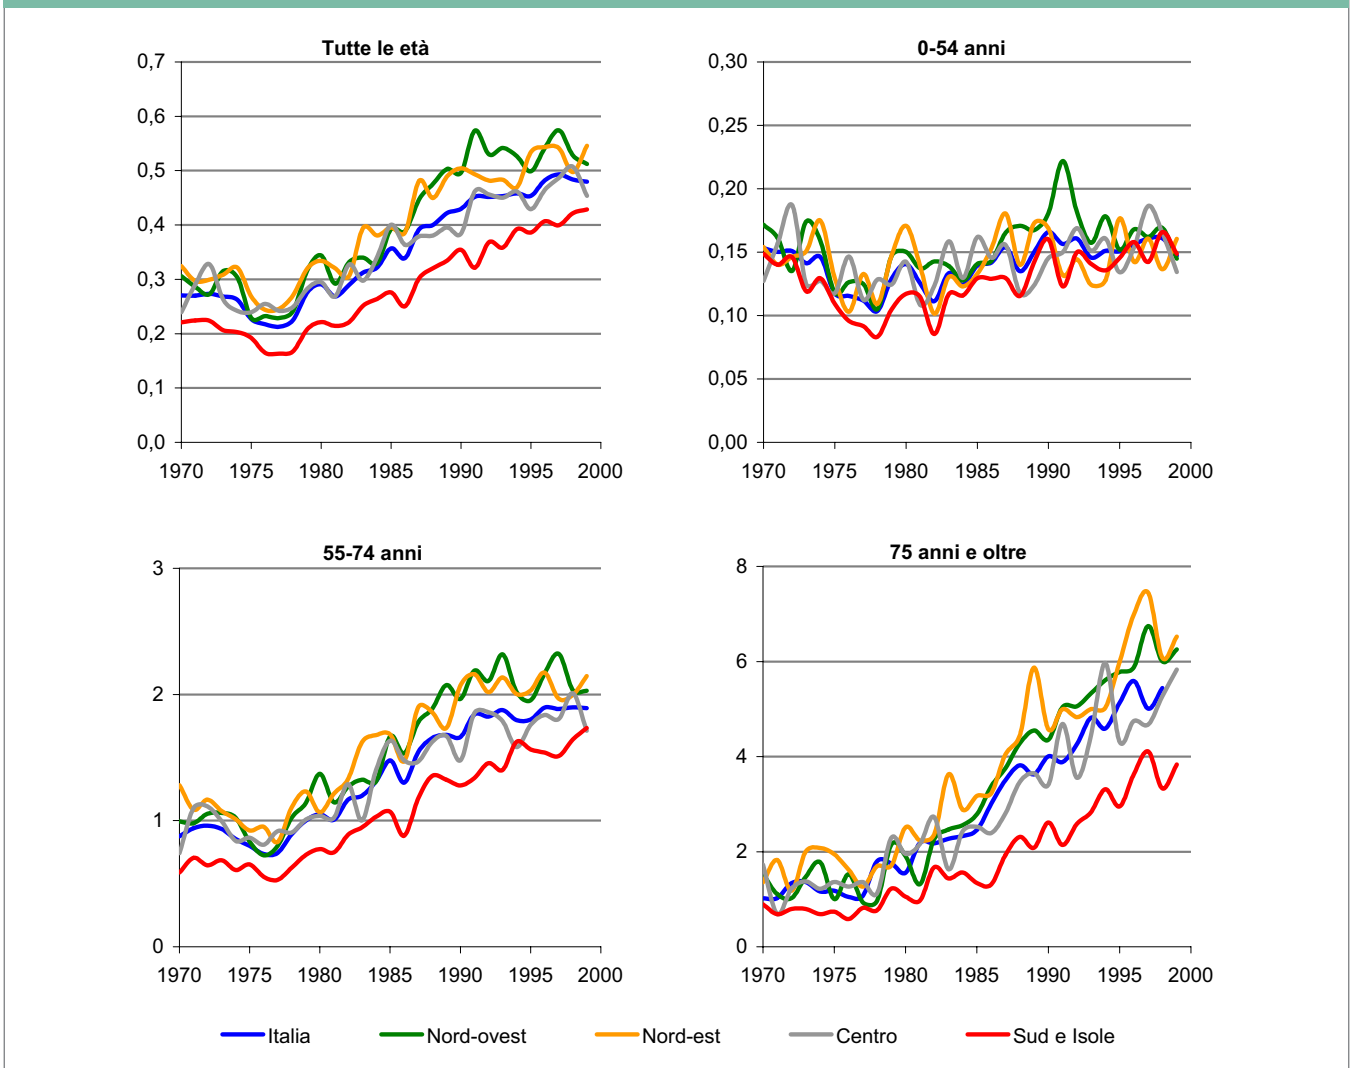 Tutte le età
0,7
0,6
0,5
0,4
0,3
0,2
0,1
0,0
1970 1975 1980 1985 1990 1995 2000
0-54 anni
0,30
0,25
0,20
0,15
0,10
0,05
0,00
1970 1975 1980 1985 1990 1995 2000
55-74 anni
3
2
1
0
1970 1975 1980 1985 1990 1995 2000
75 anni e oltre
8
6
4
2
0
1970 1975 1980 1985 1990 1995 2000
Italia Nord-ovest Nord-est Centro Sud e Isole